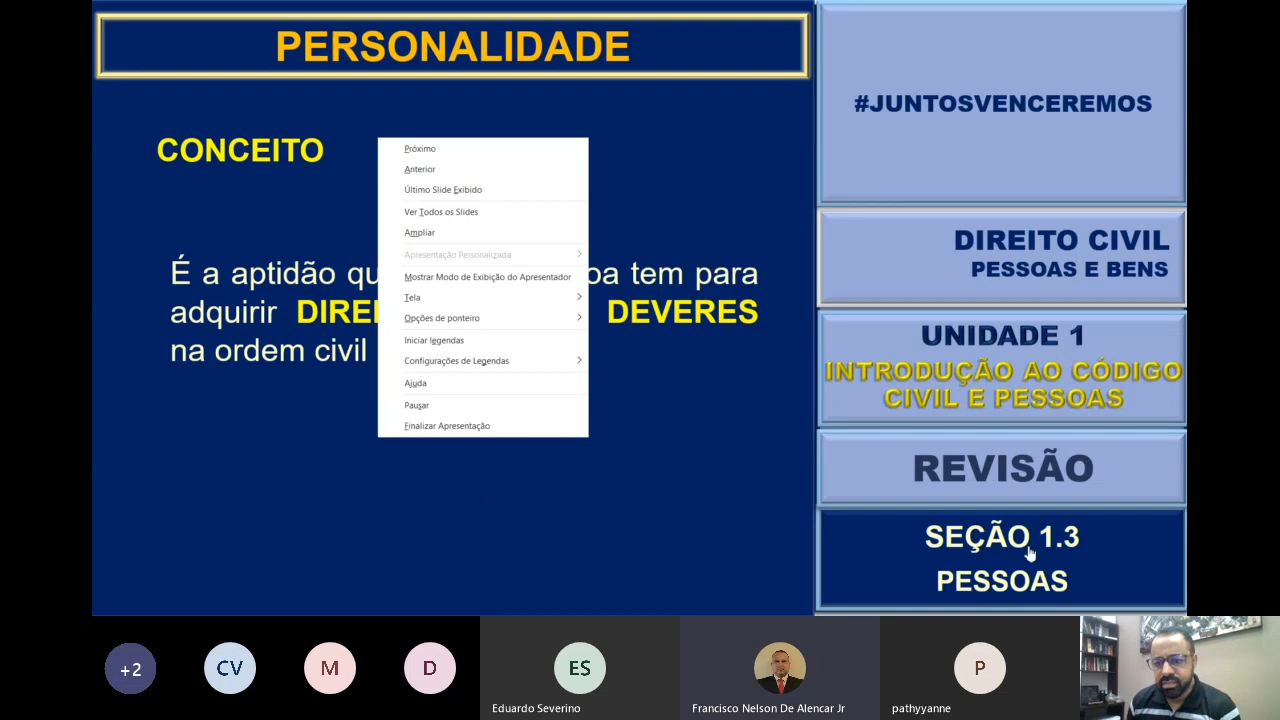 PERSONALIDADE
CONCEITO
É a aptidão qu
oa tem para
adquirir DIREI
DEVERES
na ordem civil
Próximo
Anterior
Último Slide Exibido
Ver Todos os Slides
Ampliar
Apresentação Personalizada
Mostrar Modo de Exibição do Apresentador
Tela
Opções de ponteiro
Iniciar legendas
Configurações de Legendas
Ajuda
Pausar
Finalizar Apresentação
#JUNTOSVENCEREMOS
DIREITO CIVIL
PESSOAS E BENS
UNIDADE 1
INTRODUÇÃO AO CÓDIGO
CIVIL E PESSOAS
REVISÃO
SEÇÃO 1.3
PESSOAS
+2
CV
M
D
ES
P
Eduardo Severino
Francisco Nelson De Alencar Jr
pathyyanne